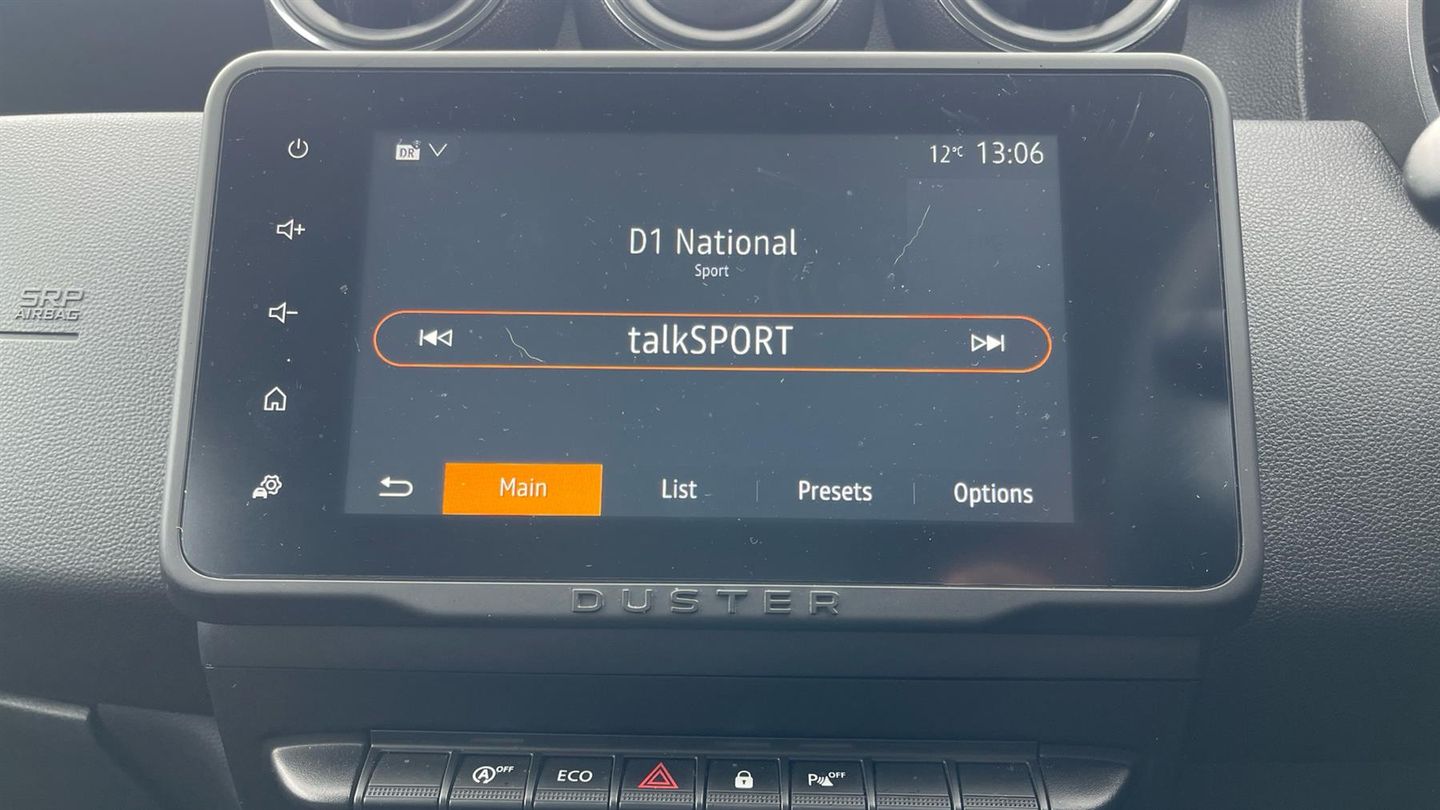 DR
12°C 13:06
D1 National
Sport
talkSPORT
Main List Presets Options
SRP
AIRBAG
DUSTER
A OFF ECO P OFF